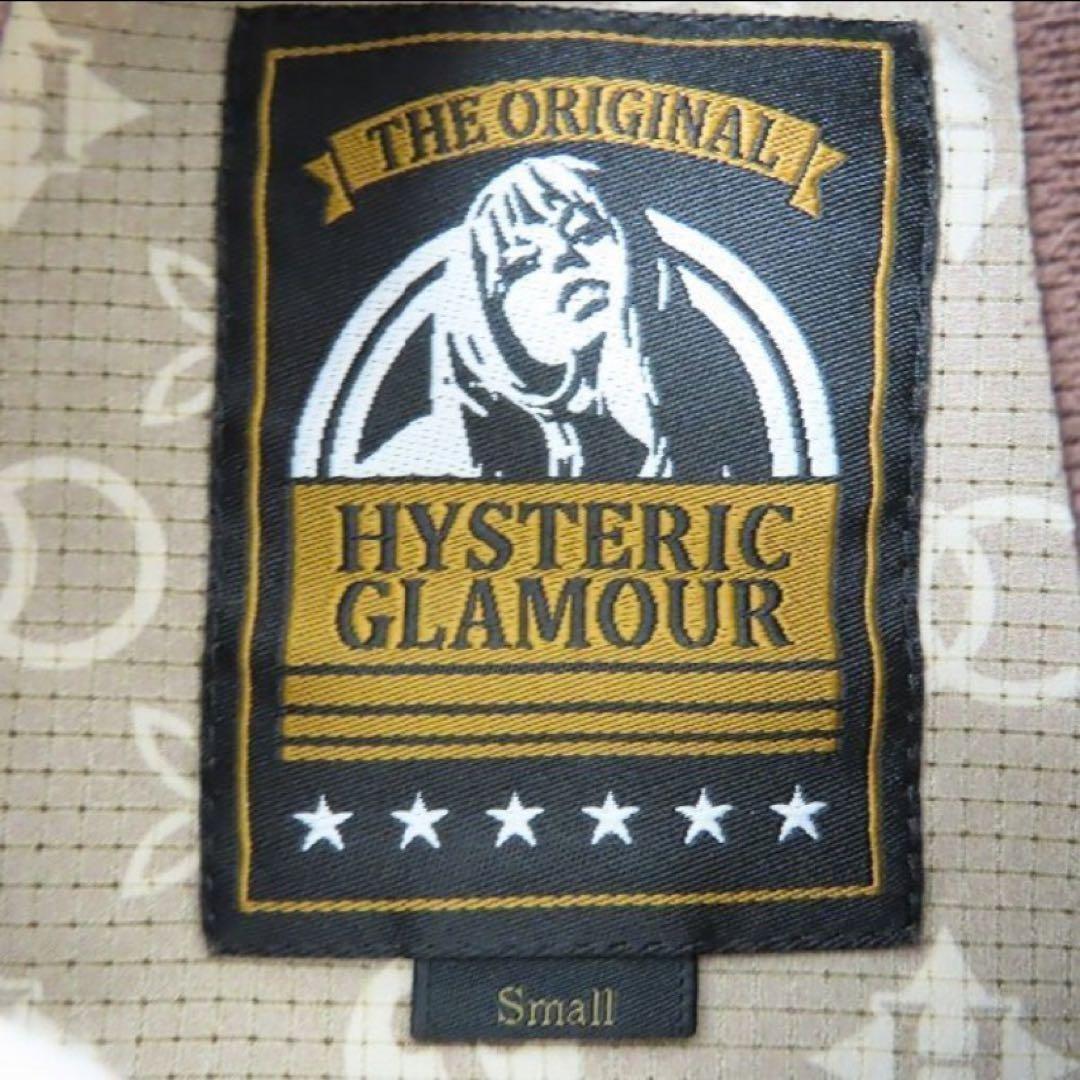 THE ORIGINAL
HYSTERIC
GLAMOUR
Small